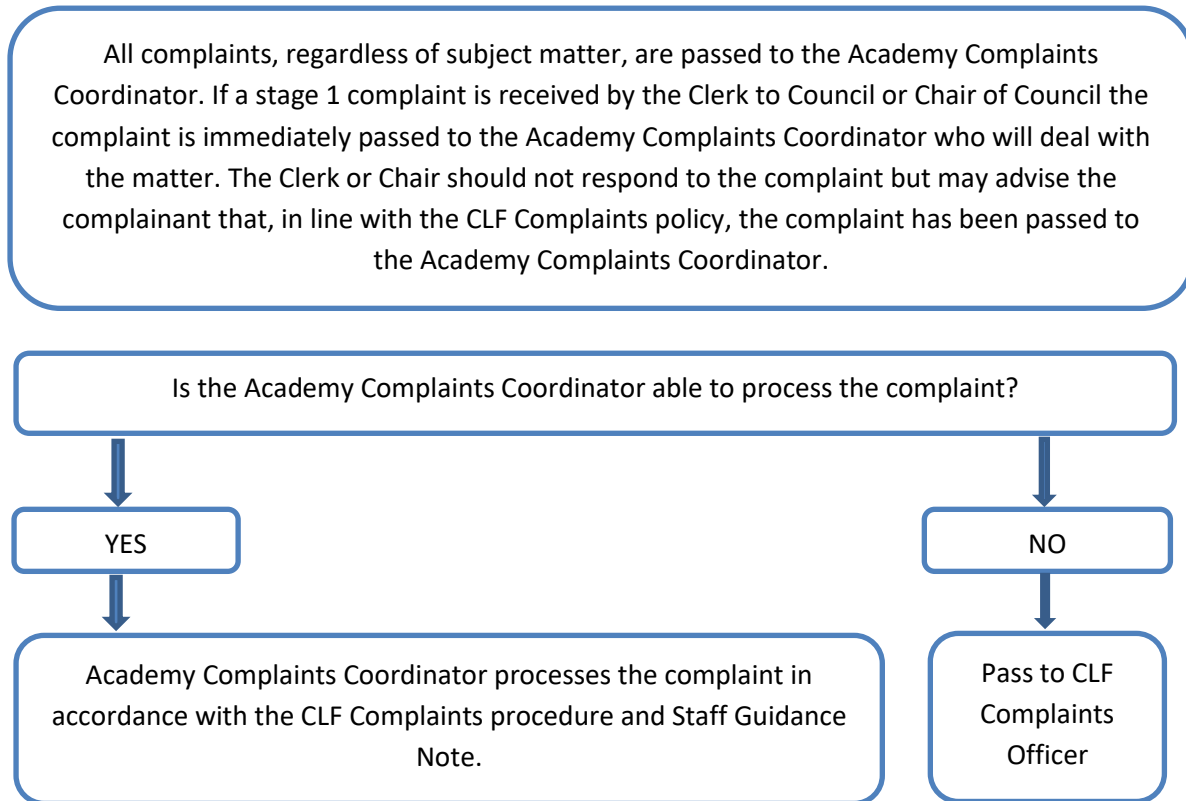 All complaints, regardless of subject matter, are passed to the Academy Complaints
Coordinator. If a stage 1 complaint is received by the Clerk to Council or Chair of Council the
complaint is immediately passed to the Academy Complaints Coordinator who will deal with
the matter. The Clerk or Chair should not respond to the complaint but may advise the
complainant that, in line with the CLF Complaints policy, the complaint has been passed to
the Academy Complaints Coordinator.
Is the Academy Complaints Coordinator able to process the complaint?
YES
NO
Academy Complaints Coordinator processes the complaint in
accordance with the CLF Complaints procedure and Staff Guidance
Note.
Pass to CLF
Complaints
Officer